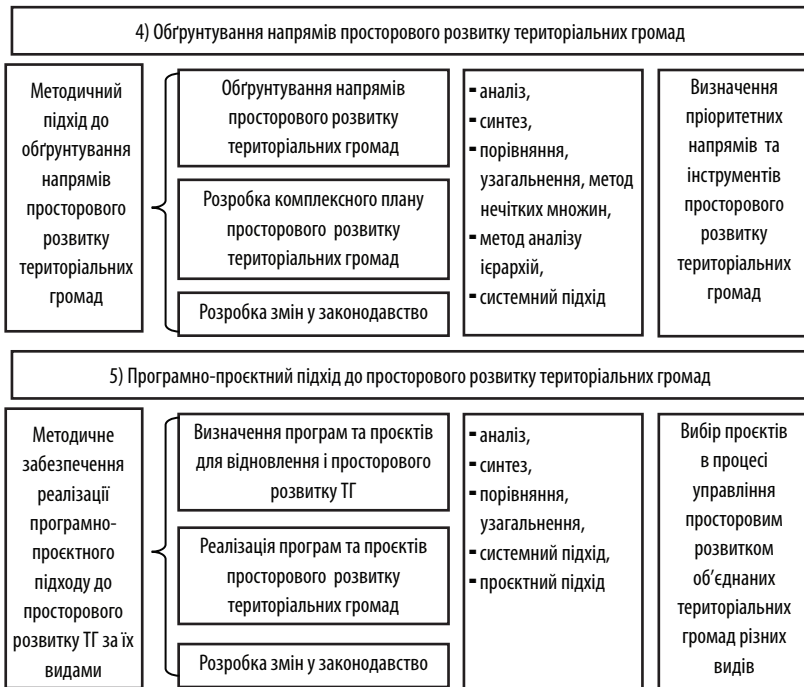 4) Обґрунтування напрямів просторового розвитку територіальних громад
Методичний
підхід до
обґрунтування
напрямів
просторового
розвитку
територіальних
громад
Обґрунтування напрямів
просторового розвитку
територіальних громад
Розробка комплексного плану
просторового розвитку
територіальних громад
Розробка змін у законодавство
- аналіз,
- синтез,
- порівняння,
узагальнення, метод
нечітких множин,
- метод аналізу
ієрархій,
- системний підхід
Визначення
пріоритетних
напрямів та
інструментів
просторового
розвитку
територіальних
громад
5) Програмно-проєктний підхід до просторового розвитку територіальних громад
Методичне
забезпечення
реалізації
програмно-
проєктного
підходу до
просторового
розвитку ТГ за їх
видами
Визначення програм та проєктів
для відновлення і просторового
розвитку ТГ
Реалізація програм та проєктів
просторового розвитку
територіальних громад
Розробка змін у законодавство
- аналіз,
- синтез,
- порівняння,
узагальнення,
- системний підхід,
- проєктний підхід
Вибір проєктів
в процесі
управління
просторовим
розвитком
об’єднаних
територіальних
громад різних
видів